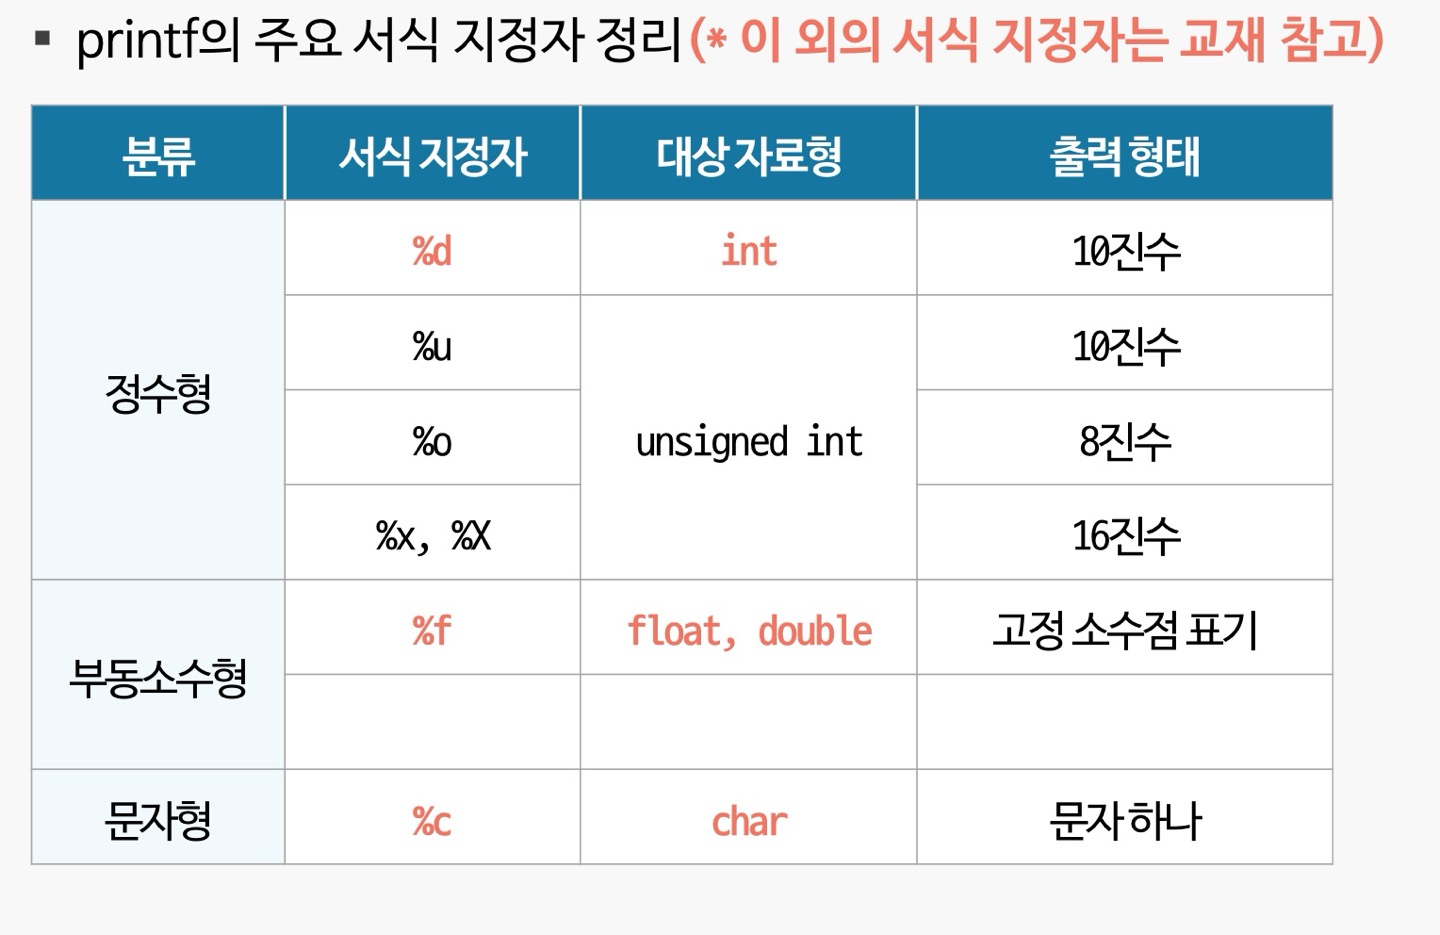 ▪ printf의 주요 서식 지정자 정리(* 이 외의 서식 지정자는 교재 참고)
분류 서식 지정자 대상 자료형 출력 형태
정수형
%d int 10진수
%u 10진수
%o unsigned int 8진수
%x, %X 16진수
부동소수형
%f float, double 고정 소수점 표기
문자형 %c char 문자 하나